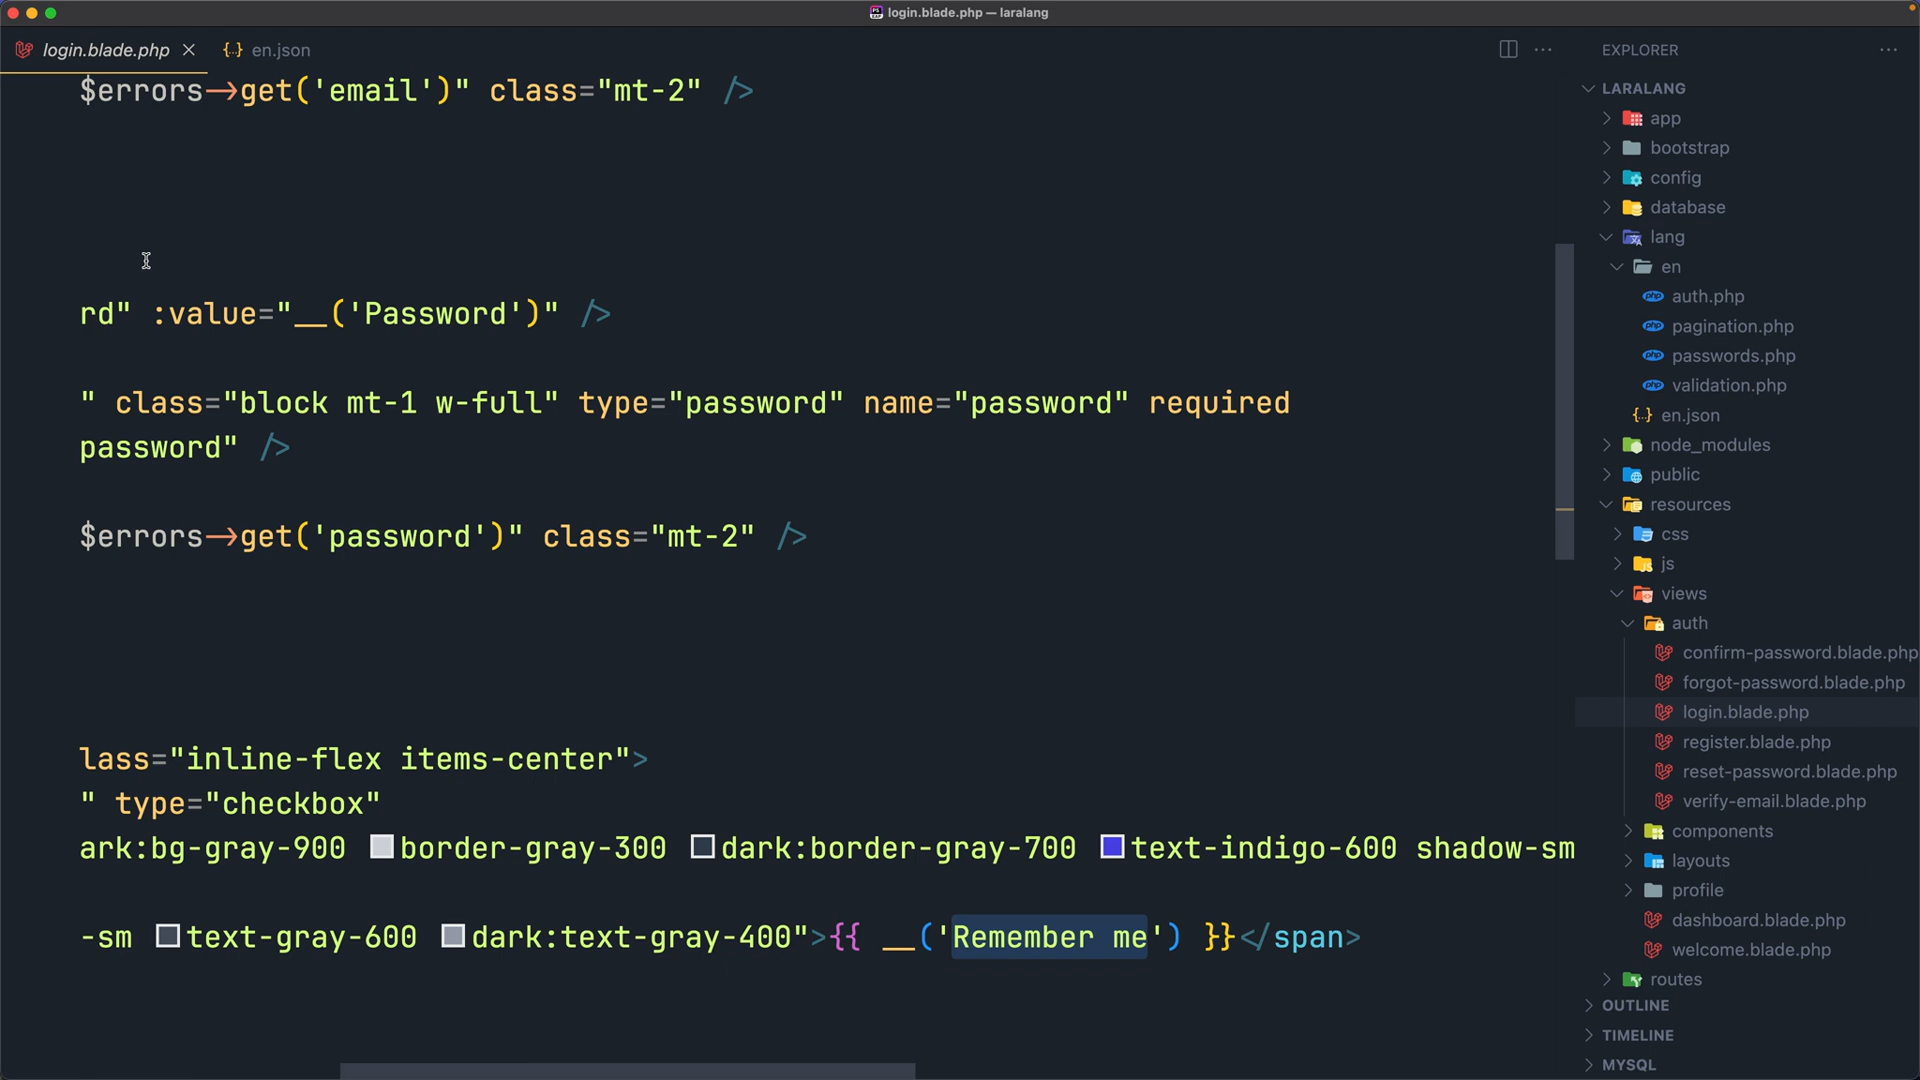 login.blade.php — laralang
login.blade.php
{..} en.json
EXPLORER
$errors->get('email')" class="mt-2" />
rd" :value="__('Password')" />
" class="block mt-1 w-full" type="password" name="password" required
password" />
$errors->get('password')" class="mt-2" />
lass="inline-flex items-center">
" type="checkbox"
ark:bg-gray-900 border-gray-300 dark:border-gray-700 text-indigo-600 shadow-sm
-sm text-gray-600 dark:text-gray-400">{{ __('Remember me') }}</span>
LARALANG
app
bootstrap
config
database
lang
en
php auth.php
php pagination.php
php passwords.php
php validation.php
{..} en.json
node_modules
public
resources
css
js
views
auth
confirm-password.blade.php
forgot-password.blade.php
login.blade.php
register.blade.php
reset-password.blade.php
verify-email.blade.php
components
layouts
profile
dashboard.blade.php
welcome.blade.php
routes
OUTLINE
TIMELINE
MYSQL